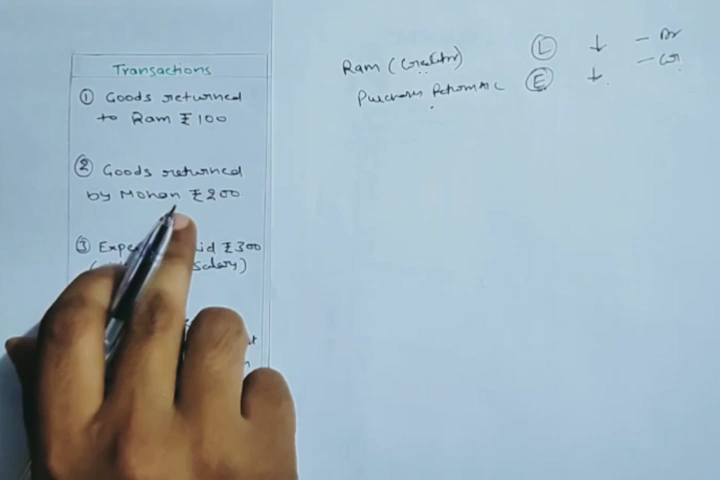 Transactions
① Goods returned
to Ram ₹100
② Goods returned
by Mohan ₹200
③ Expe id ₹300
Salary)
Ram (Creditor) Ⓛ ↓ - Dr
Purchases Return A/c Ⓔ ↓ - Cr.